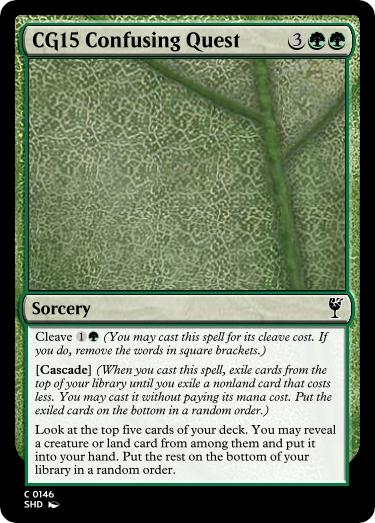 CG15 Confusing Quest 3
Sorcery
Cleave 1 (You may cast this spell for its cleave cost. If
you do, remove the words in square brackets.)
[Cascade] (When you cast this spell, exile cards from the
top of your library until you exile a nonland card that costs
less. You may cast it without paying its mana cost. Put the
exiled cards on the bottom in a random order.)
Look at the top five cards of your deck. You may reveal
a creature or land card from among them and put it
into your hand. Put the rest on the bottom of your
library in a random order.
C 0146
SHD